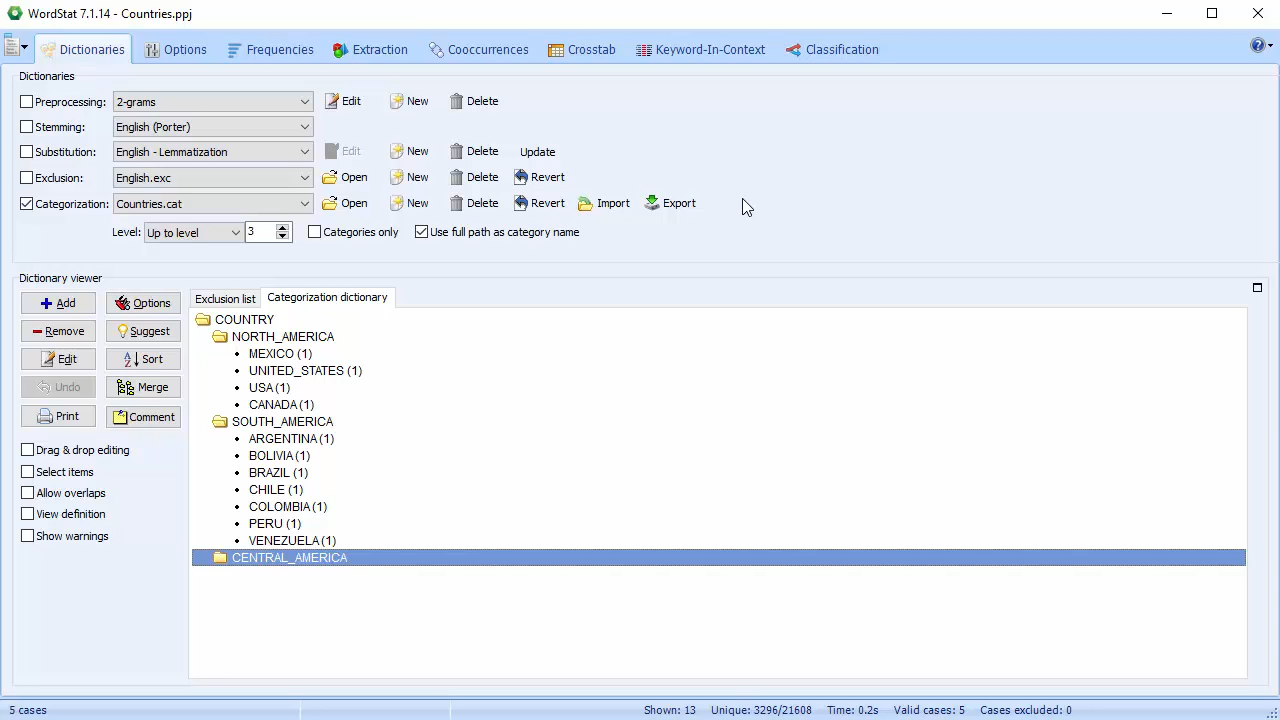 WordStat 7.1.14 - Countries.ppj
Dictionaries Options Frequencies Extraction Cooccurrences Crosstab Keyword-In-Context Classification
Dictionaries
Preprocessing: 2-grams Edit New Delete
Stemming: English (Porter)
Substitution: English - Lemmatization Edit New Delete Update
Exclusion: English.exc Open New Delete Revert
Categorization: Countries.cat Open New Delete Revert Import Export
Level: Up to level 3 Categories only Use full path as category name
Dictionary viewer
Add Options
Remove Suggest
Edit Sort
Undo Merge
Print Comment
Drag & drop editing
Select items
Allow overlaps
View definition
Show warnings
Exclusion list Categorization dictionary
COUNTRY
NORTH_AMERICA
MEXICO (1)
UNITED_STATES (1)
USA (1)
CANADA (1)
SOUTH_AMERICA
ARGENTINA (1)
BOLIVIA (1)
BRAZIL (1)
CHILE (1)
COLOMBIA (1)
PERU (1)
VENEZUELA (1)
CENTRAL_AMERICA
5 cases Shown: 13 Unique: 3296/21608 Time: 0.2s Valid cases: 5 Cases excluded: 0